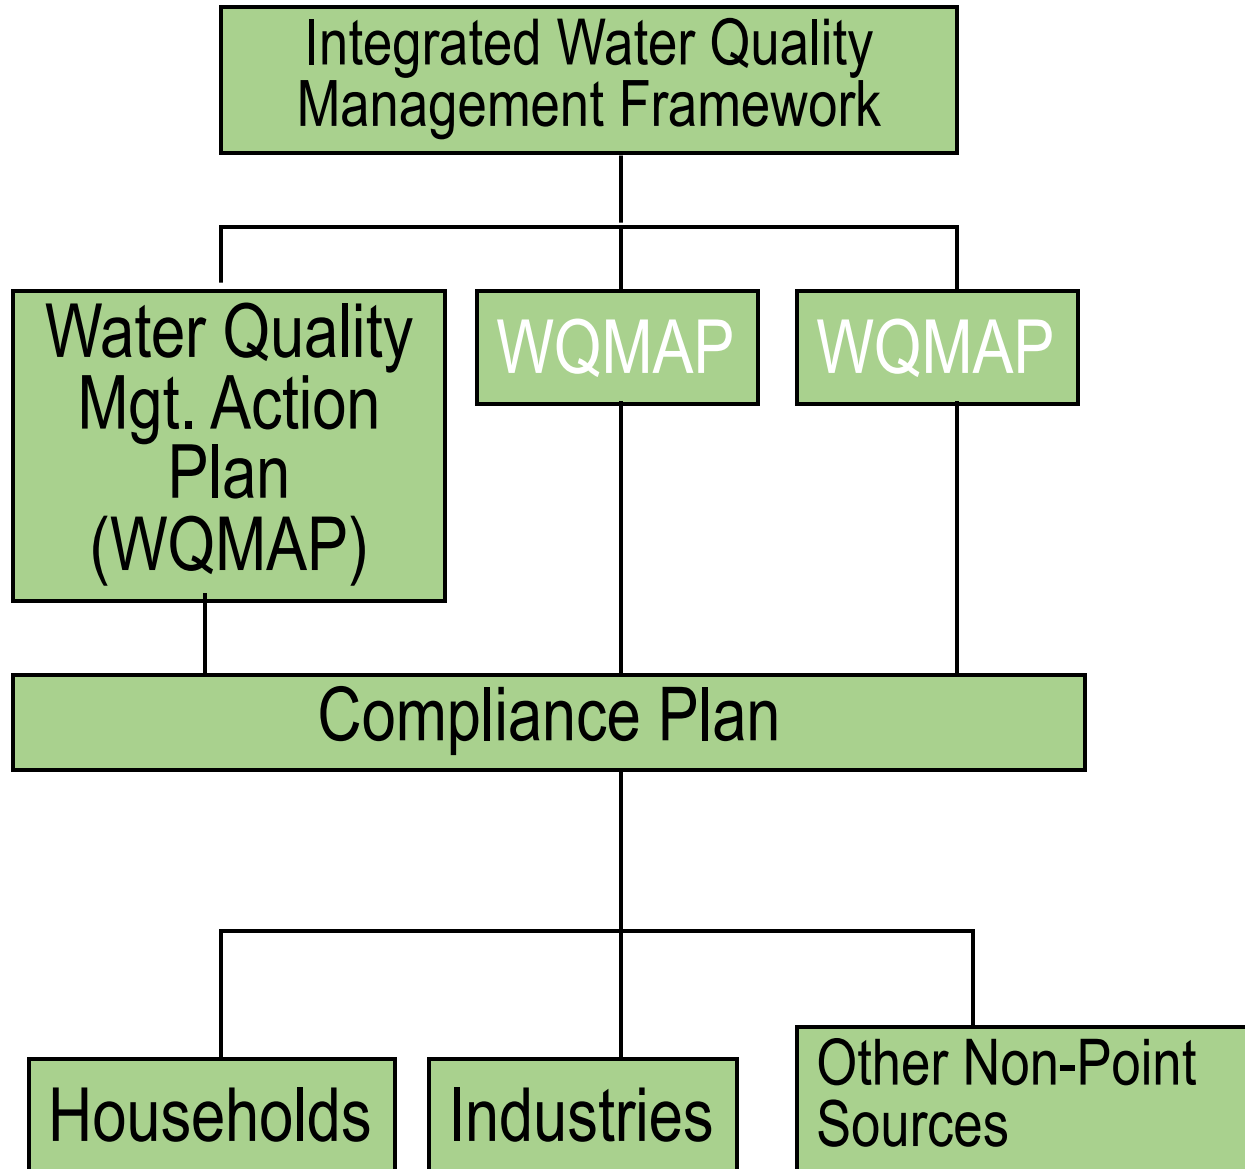 Integrated Water Quality
Management Framework
Water Quality
Mgt. Action
Plan
(WQMAP)
WQMAP
WQMAP
Compliance Plan
Households
Industries
Other Non-Point
Sources